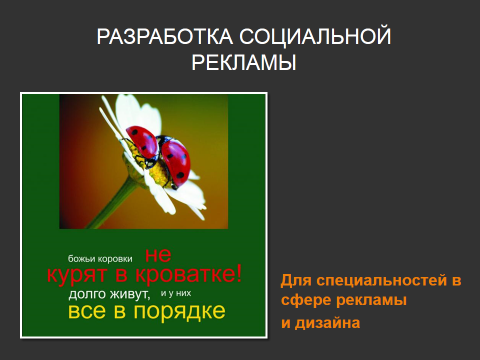 РАЗРАБОТКА СОЦИАЛЬНОЙ
РЕКЛАМЫ
божьи коровки не
курят в кроватке!
долго живут, и у них
все в порядке
Для специальностей в
сфере рекламы
и дизайна